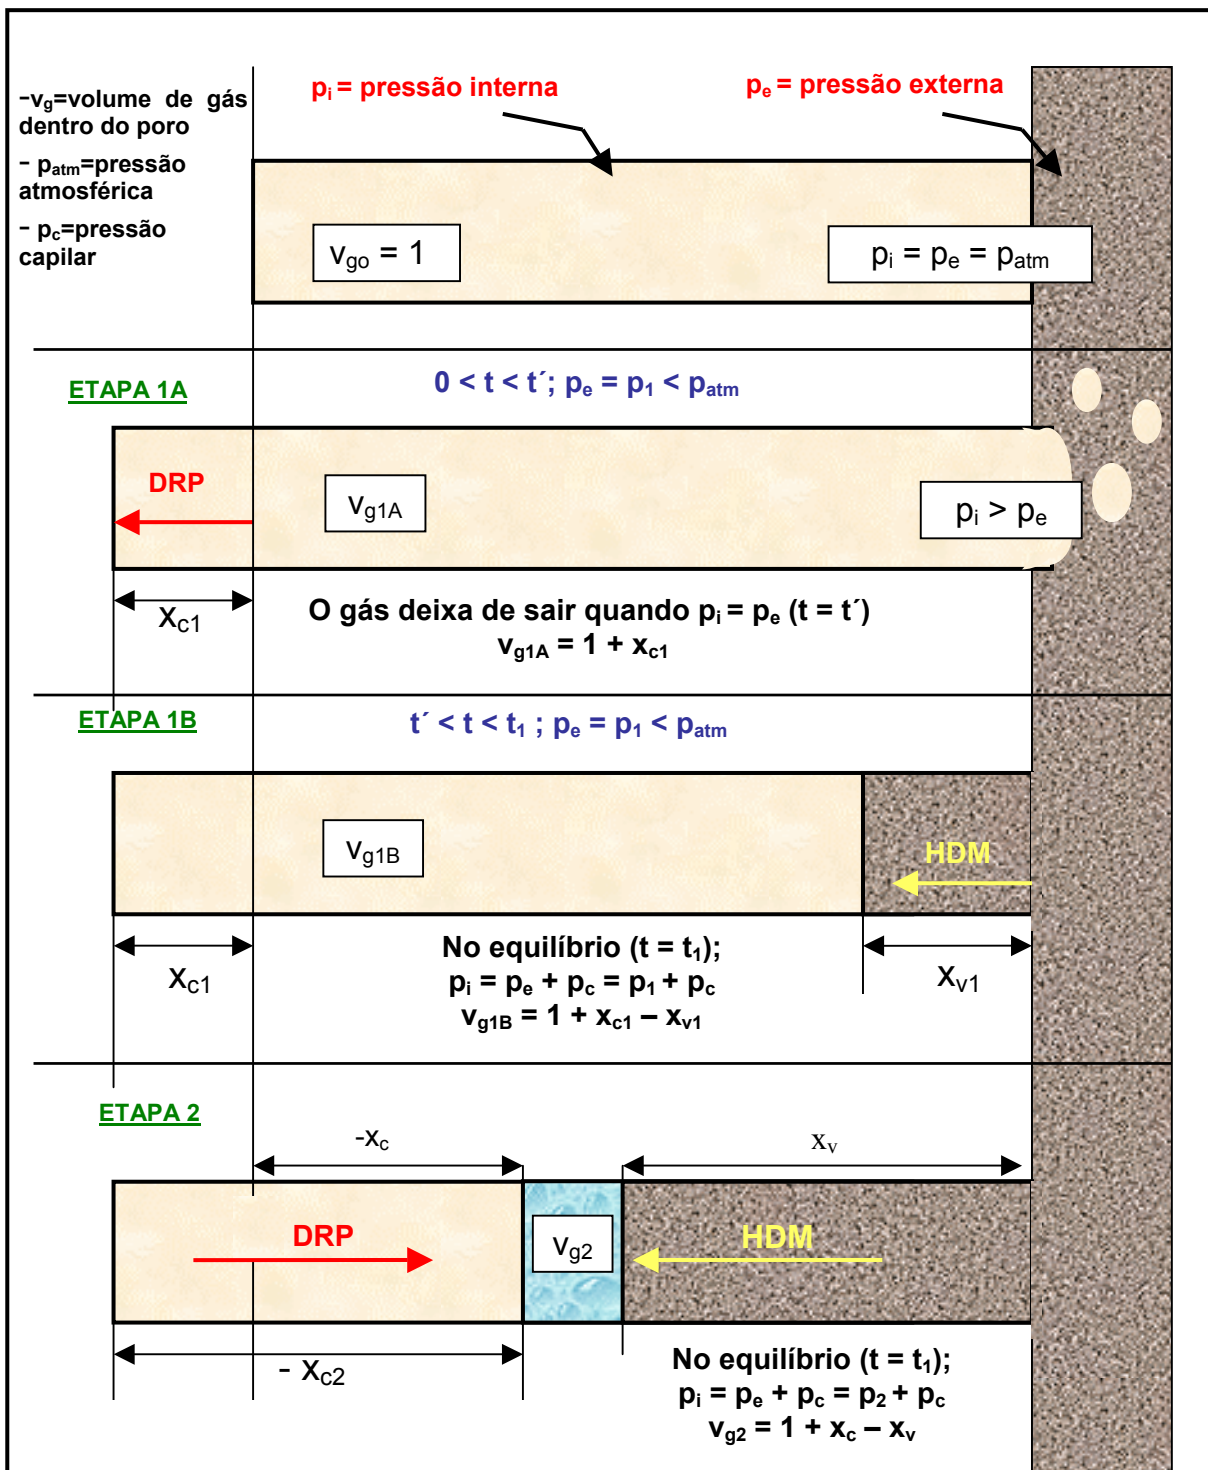 -vg=volume de gás
dentro do poro
- patm=pressão
atmosférica
- pc=pressão
capilar
pi = pressão interna
pe = pressão externa
vgo = 1
pi = pe = patm
ETAPA 1A
0 < t < t´; pe = p1 < patm
DRP
vg1A
pi > pe
xc1
O gás deixa de sair quando pi = pe (t = t´)
vg1A = 1 + xc1
ETAPA 1B
t´ < t < t1 ; pe = p1 < patm
vg1B
HDM
xc1
No equilíbrio (t = t1);
pi = pe + pc = p1 + pc
vg1B = 1 + xc1 – xv1
xv1
ETAPA 2
-xc
xv
DRP
vg2
HDM
- xc2
No equilíbrio (t = t1);
pi = pe + pc = p2 + pc
vg2 = 1 + xc – xv